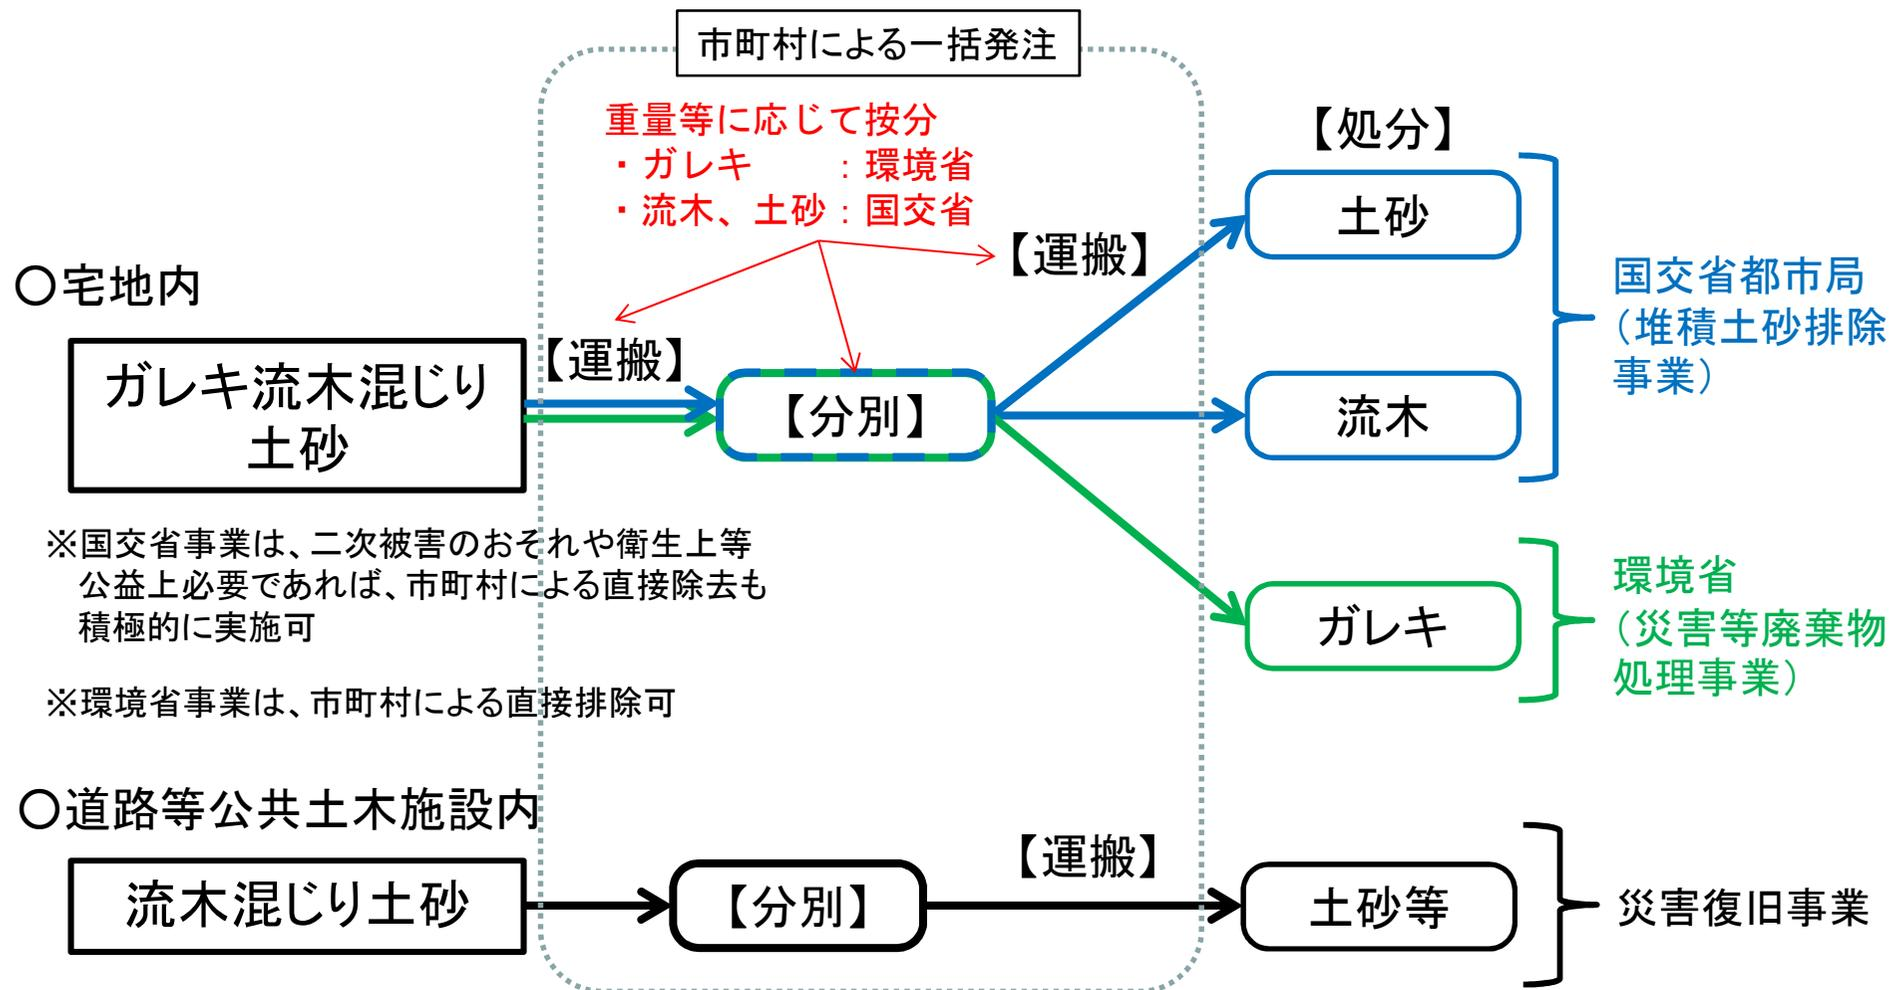 市町村による一括発注
重量等に応じて按分
・ガレキ　　：環境省
・流木、土砂：国交省
【処分】
【運搬】
土砂
〇宅地内
ガレキ流木混じり
土砂
【運搬】
【分別】
流木
国交省都市局
（堆積土砂排除
事業）
※国交省事業は、二次被害のおそれや衛生上等
公益上必要であれば、市町村による直接除去も
積極的に実施可
ガレキ
環境省
（災害等廃棄物
処理事業）
※環境省事業は、市町村による直接排除可
〇道路等公共土木施設内
流木混じり土砂
【分別】
【運搬】
土砂等
災害復旧事業